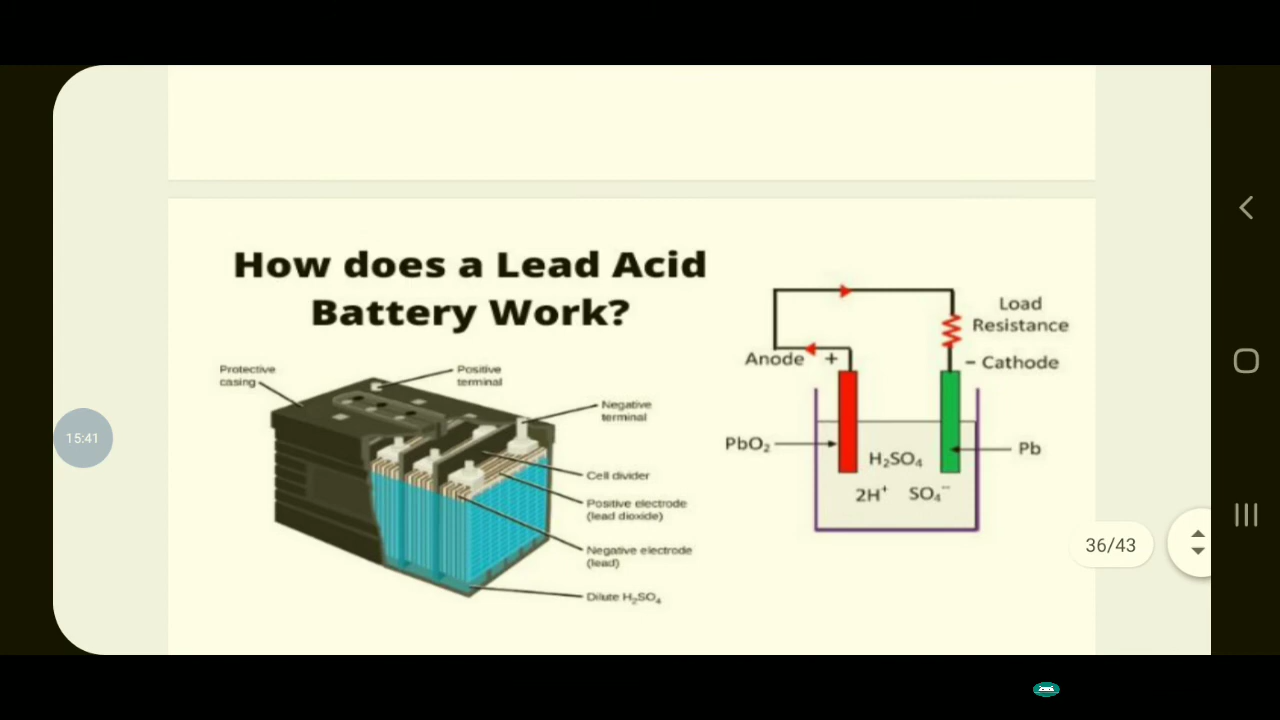 How does a Lead Acid
Battery Work?
Protective
casing
Positive
terminal
Negative
terminal
Cell divider
Positive electrode
(lead dioxide)
Negative electrode
(lead)
Dilute H₂SO₄
Load
Resistance
Anode +
− Cathode
PbO₂
Pb
H₂SO₄
2H⁺ SO₄⁻⁻
15:41
36/43